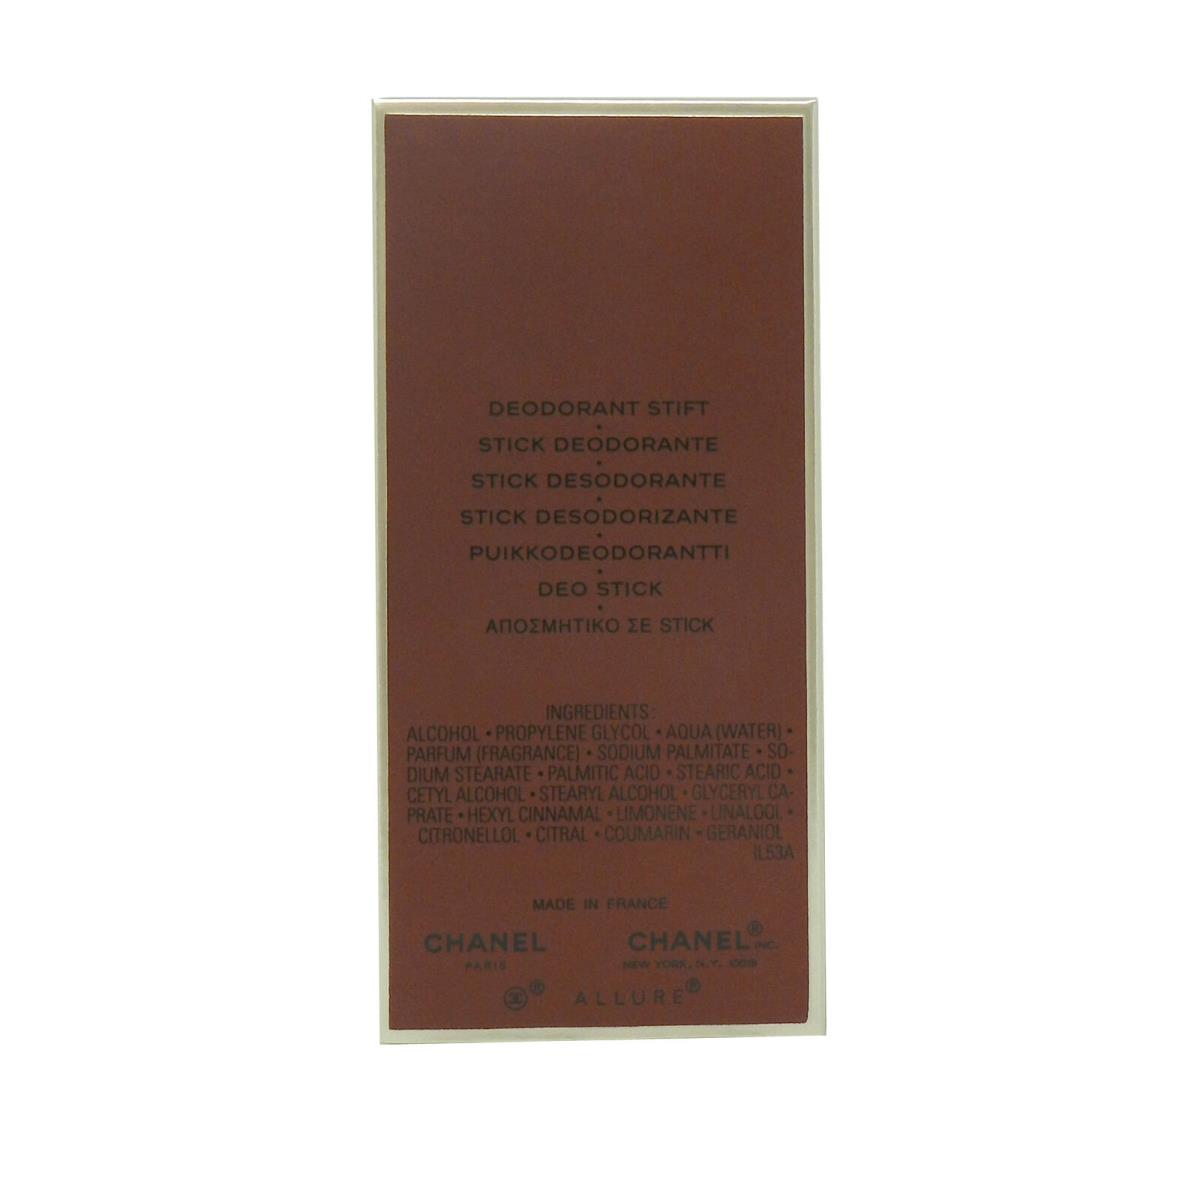 DEODORANT STIFT
•
STICK DEODORANTE
•
STICK DESODORANTE
•
STICK DESODORIZANTE
•
PUIKKODEODORANTTI
•
DEO STICK
•
ΑΠΟΣΜΗΤΙΚΟ ΣΕ STICK
INGREDIENTS:
ALCOHOL • PROPYLENE GLYCOL • AQUA (WATER) •
PARFUM (FRAGRANCE) • SODIUM PALMITATE • SO-
DIUM STEARATE • PALMITIC ACID • STEARIC ACID •
CETYL ALCOHOL • STEARYL ALCOHOL • GLYCERYL CA-
PRATE • HEXYL CINNAMAL • LIMONENE • LINALOOL •
CITRONELLOL • CITRAL • COUMARIN • GERANIOL
IL53A
MADE IN FRANCE
CHANEL CHANEL® INC.
PARIS NEW YORK, N.Y. 10019
® ALLURE®